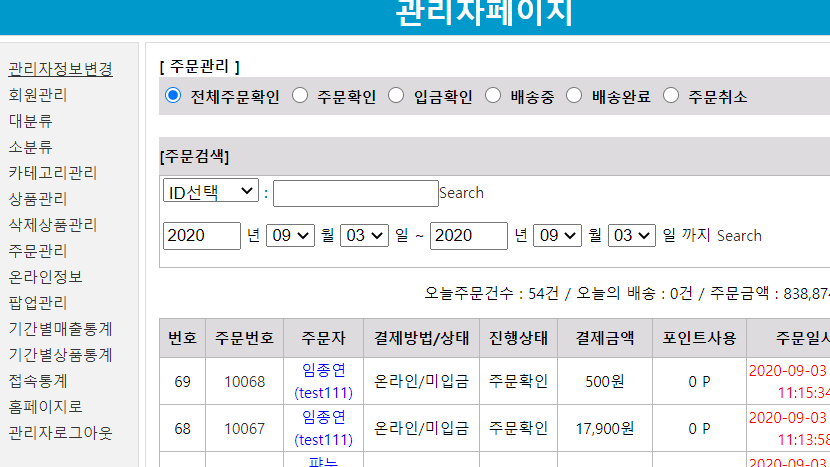 관리자페이지
관리자정보변경
회원관리
대분류
소분류
카테고리관리
상품관리
삭제상품관리
주문관리
온라인정보
팝업관리
기간별매출통계
기간별상품통계
접속통계
홈페이지로
관리자로그아웃
[ 주문관리 ]
전체주문확인 주문확인 입금확인 배송중 배송완료 주문취소
[주문검색]
ID선택 : Search
2020 년 09 월 03 일 ~ 2020 년 09 월 03 일 까지 Search
오늘주문건수 : 54건 / 오늘의 배송 : 0건 / 주문금액 : 838,874
번호 주문번호 주문자 결제방법/상태 진행상태 결제금액 포인트사용 주문일시
69 10068 임종연 (test111) 온라인/미입금 주문확인 500원 0 P 2020-09-03 11:15:34
68 10067 임종연 (test111) 온라인/미입금 주문확인 17,900원 0 P 2020-09-03 11:13:58
2020-09-03